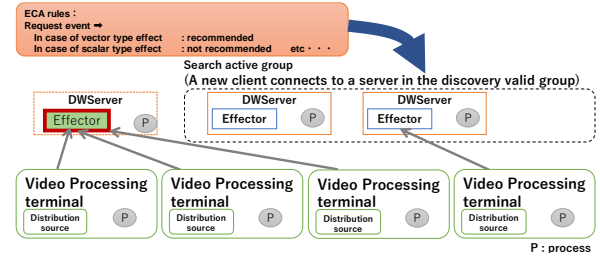 ECA rules：
Request event ➡
In case of vector type effect : recommended
In case of scalar type effect : not recommended etc・・・
Search active group
(A new client connects to a server in the discovery valid group)
DWServer
Effector
P
DWServer
Effector
P
DWServer
Effector
P
Video Processing
terminal
Distribution
source
P
Video Processing
terminal
Distribution
source
P
Video Processing
terminal
Distribution
source
P
Video Processing
terminal
Distribution
source
P
P : process